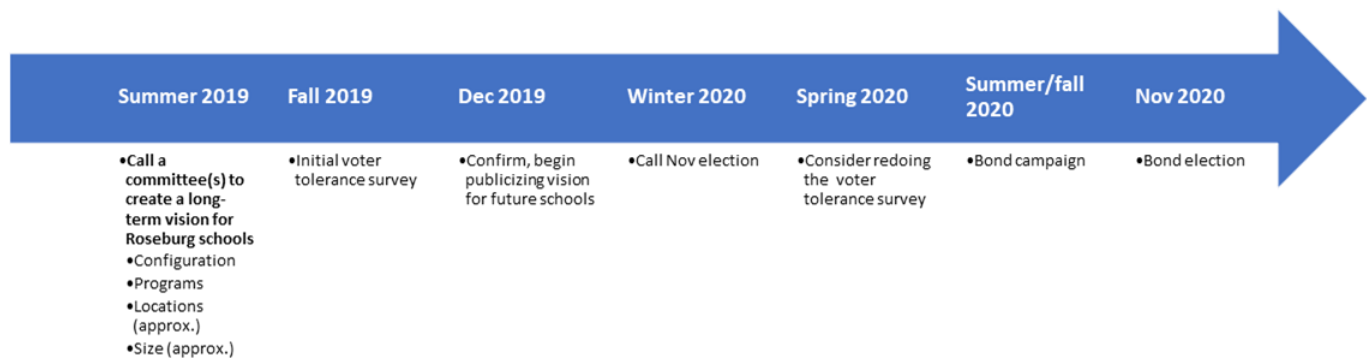 Summer 2019
Fall 2019
Dec 2019
Winter 2020
Spring 2020
Summer/fall
2020
Nov 2020
•Call a
committee(s) to
create a long-
term vision for
Roseburg schools
•Configuration
•Programs
•Locations
(approx.)
•Size (approx.)
•Initial voter
tolerance survey
•Confirm, begin
publicizing vision
for future schools
•Call Nov election
•Consider redoing
the voter
tolerance survey
•Bond campaign
•Bond election